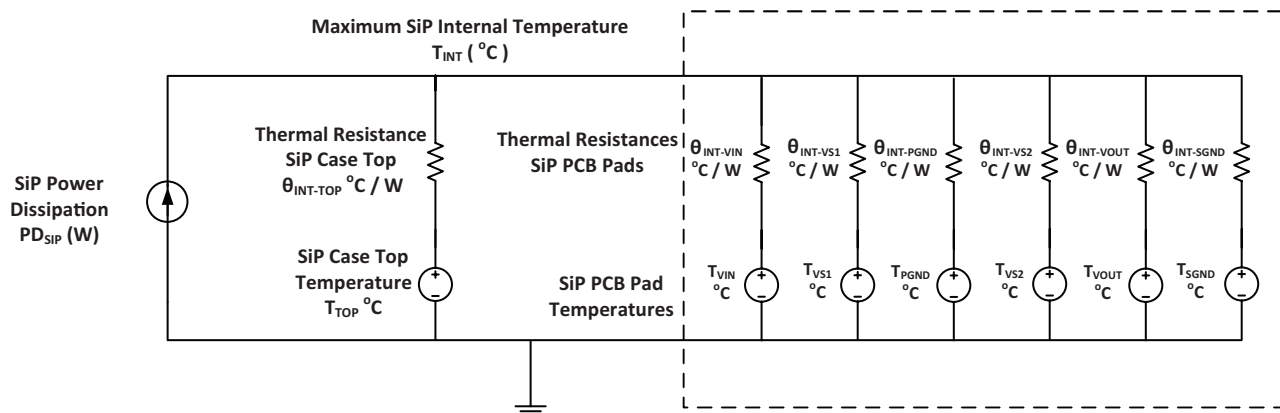 Maximum SiP Internal Temperature
T_INT ( °C )
Thermal Resistance
SiP Case Top
θ_INT-TOP °C / W
Thermal Resistances
SiP PCB Pads
θ_INT-VIN
°C / W
θ_INT-VS1
°C / W
θ_INT-PGND
°C / W
θ_INT-VS2
°C / W
θ_INT-VOUT
°C / W
θ_INT-SGND
°C / W
SiP Power
Dissipation
PD_SIP (W)
SiP Case Top
Temperature
T_TOP °C
SiP PCB Pad
Temperatures
T_VIN
°C
T_VS1
°C
T_PGND
°C
T_VS2
°C
T_VOUT
°C
T_SGND
°C